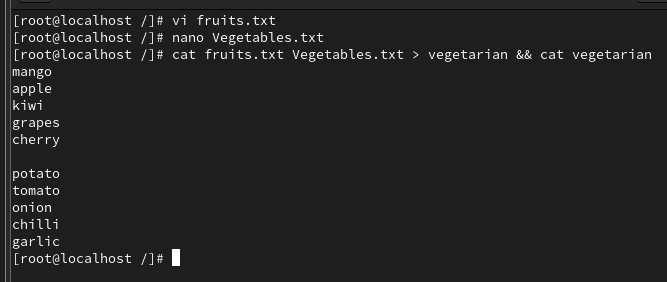 [root@localhost /]# vi fruits.txt
[root@localhost /]# nano Vegetables.txt
[root@localhost /]# cat fruits.txt Vegetables.txt > vegetarian && cat vegetarian
mango
apple
kiwi
grapes
cherry

potato
tomato
onion
chilli
garlic
[root@localhost /]#